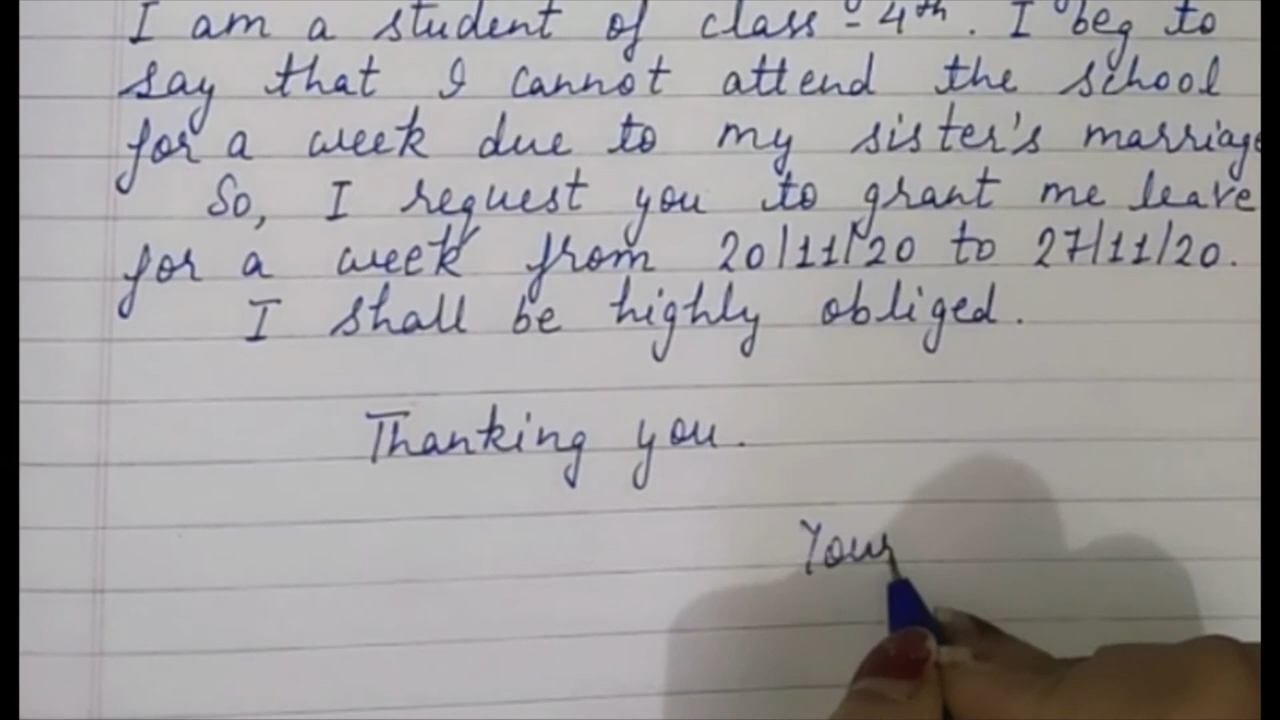 I am a student of class - 4th. I beg to
say that I cannot attend the school
for a week due to my sister's marriage
So, I request you to grant me leave
for a week from 20/11/20 to 27/11/20.
I shall be highly obliged.
Thanking you.
Your